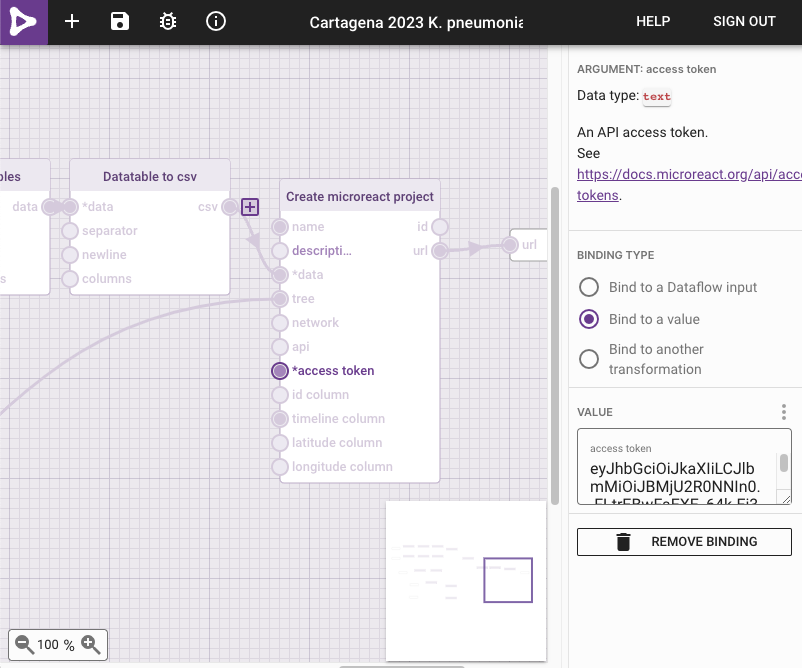 Cartagena 2023 K. pneumonia
HELP
SIGN OUT
bles
data
s
Datatable to csv
*data
csv
separator
newline
columns
Create microreact project
name
id
descripti...
url
*data
tree
network
api
*access token
id column
timeline column
latitude column
longitude column
url
100 %
ARGUMENT: access token
Data type: text
An API access token.
See
https://docs.microreact.org/api/acce
tokens.
BINDING TYPE
Bind to a Dataflow input
Bind to a value
Bind to another
transformation
VALUE
access token
eyJhbGciOiJkaXIiLCJlb
mMiOiJBMjU2R0NNIn0.
REMOVE BINDING